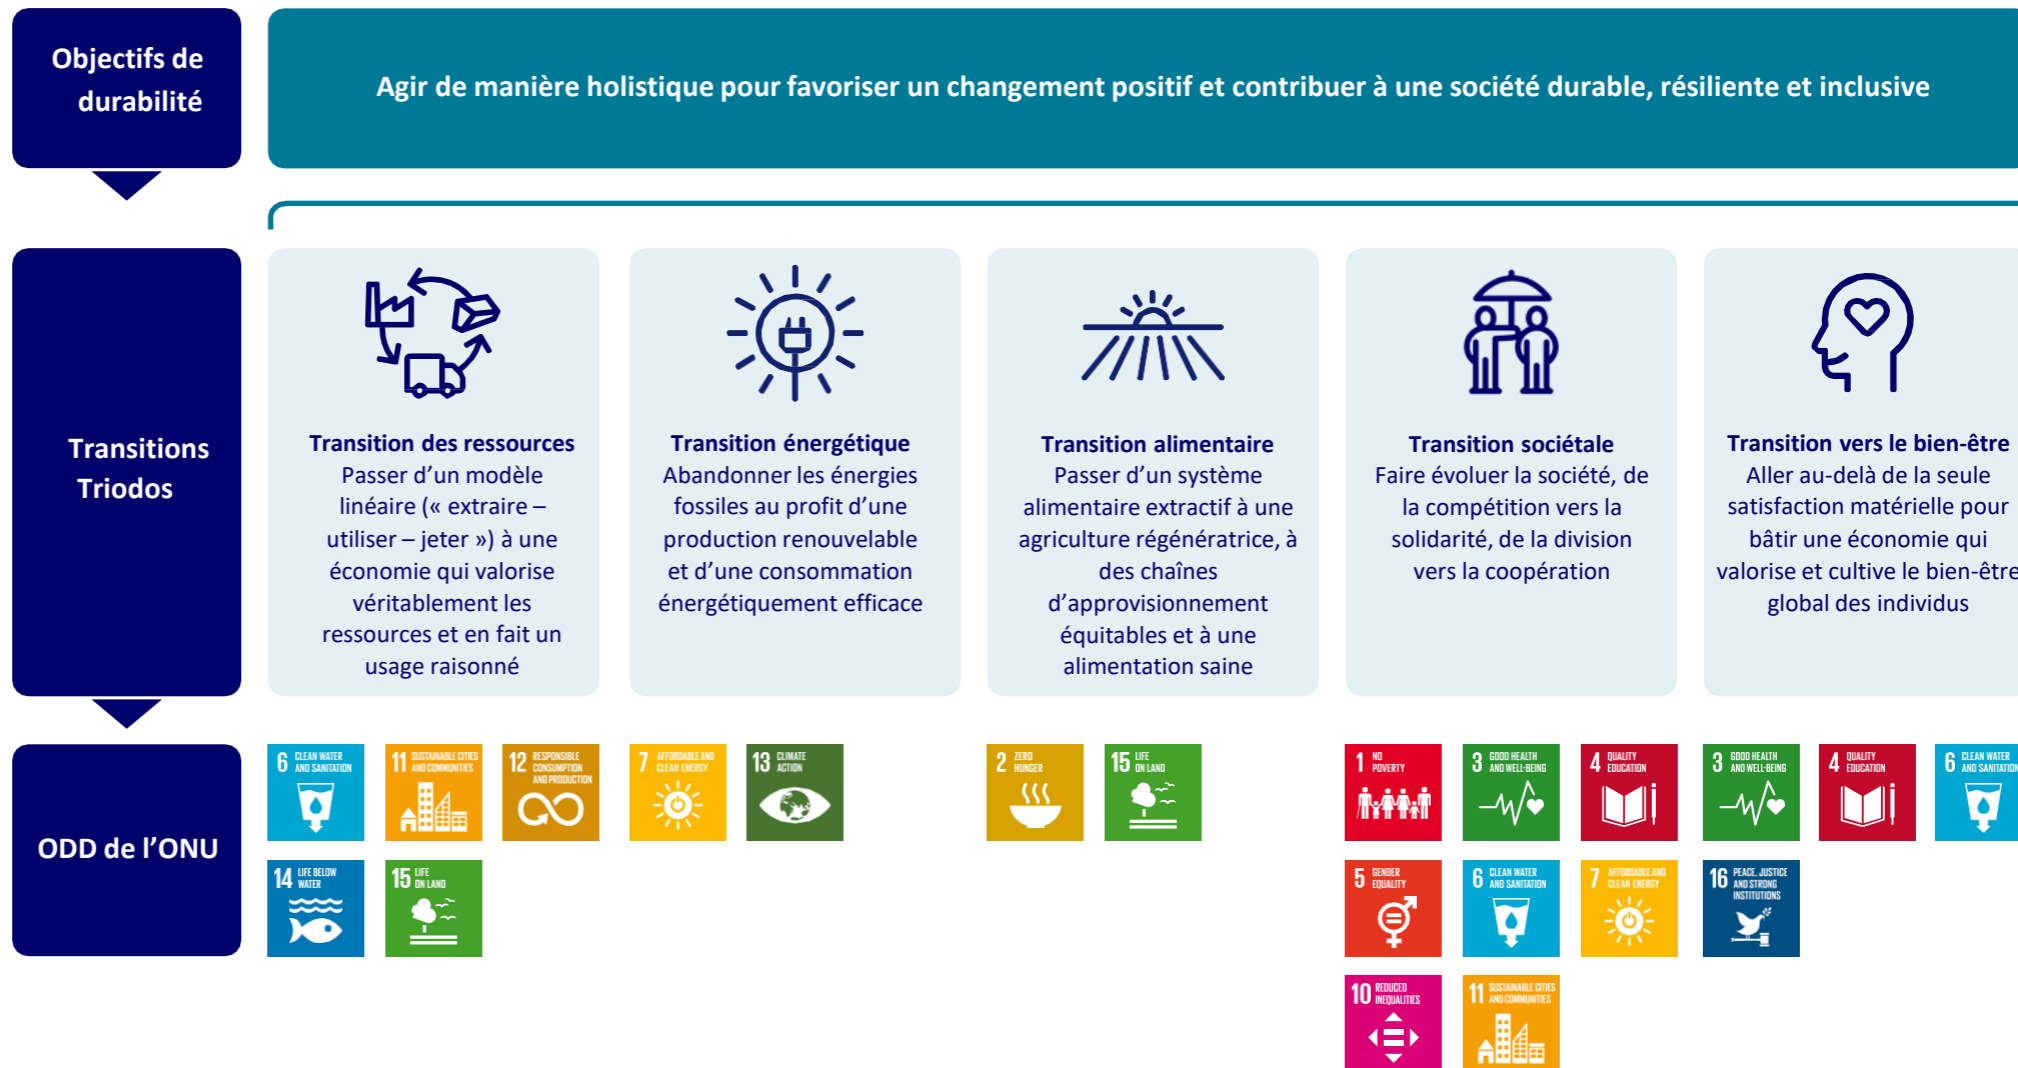 Objectifs de
durabilité
Agir de manière holistique pour favoriser un changement positif et contribuer à une société durable, résiliente et inclusive
Transitions
Triodos
Transition des ressources
Passer d’un modèle
linéaire (« extraire –
utiliser – jeter ») à une
économie qui valorise
véritablement les
ressources et en fait un
usage raisonné
Transition énergétique
Abandonner les énergies
fossiles au profit d’une
production renouvelable
et d’une consommation
énergétiquement efficace
Transition alimentaire
Passer d’un système
alimentaire extractif à une
agriculture régénératrice, à
des chaînes
d’approvisionnement
équitables et à une
alimentation saine
Transition sociétale
Faire évoluer la société, de
la compétition vers la
solidarité, de la division
vers la coopération
Transition vers le bien-être
Aller au-delà de la seule
satisfaction matérielle pour
bâtir une économie qui
valorise et cultive le bien-être
global des individus
ODD de l’ONU
6 CLEAN WATER
AND SANITATION
11 SUSTAINABLE CITIES
AND COMMUNITIES
12 RESPONSIBLE
CONSUMPTION
AND PRODUCTION
14 LIFE BELOW
WATER
15 LIFE
ON LAND
7 AFFORDABLE AND
CLEAN ENERGY
13 CLIMATE
ACTION
2 ZERO
HUNGER
15 LIFE
ON LAND
1 NO
POVERTY
3 GOOD HEALTH
AND WELL-BEING
4 QUALITY
EDUCATION
5 GENDER
EQUALITY
6 CLEAN WATER
AND SANITATION
7 AFFORDABLE AND
CLEAN ENERGY
10 REDUCED
INEQUALITIES
11 SUSTAINABLE CITIES
AND COMMUNITIES
3 GOOD HEALTH
AND WELL-BEING
4 QUALITY
EDUCATION
6 CLEAN WATER
AND SANITATION
16 PEACE, JUSTICE
AND STRONG
INSTITUTIONS